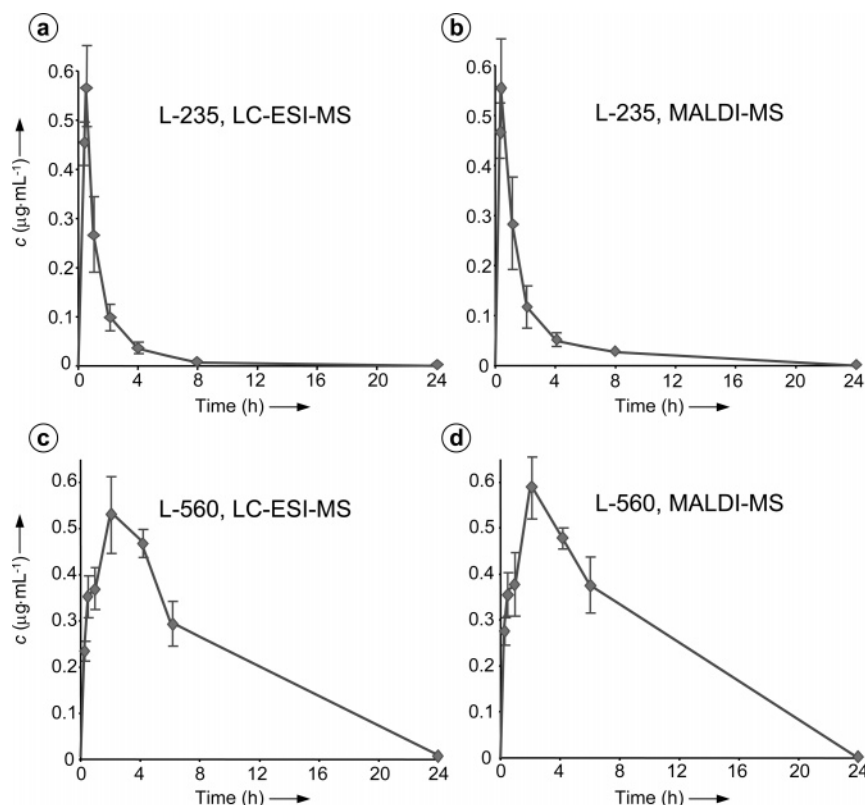 a
L-235, LC-ESI-MS
c (µg·mL⁻¹) →
0.6
0.5
0.4
0.3
0.2
0.1
0
0 4 8 12 16 20 24
Time (h) →
b
L-235, MALDI-MS
0.6
0.5
0.4
0.3
0.2
0.1
0
0 4 8 12 16 20 24
Time (h) →
c
L-560, LC-ESI-MS
c (µg·mL⁻¹) →
0.6
0.5
0.4
0.3
0.2
0.1
0
0 4 8 12 16 20 24
Time (h) →
d
L-560, MALDI-MS
0.6
0.5
0.4
0.3
0.2
0.1
0
0 4 8 12 16 20 24
Time (h) →